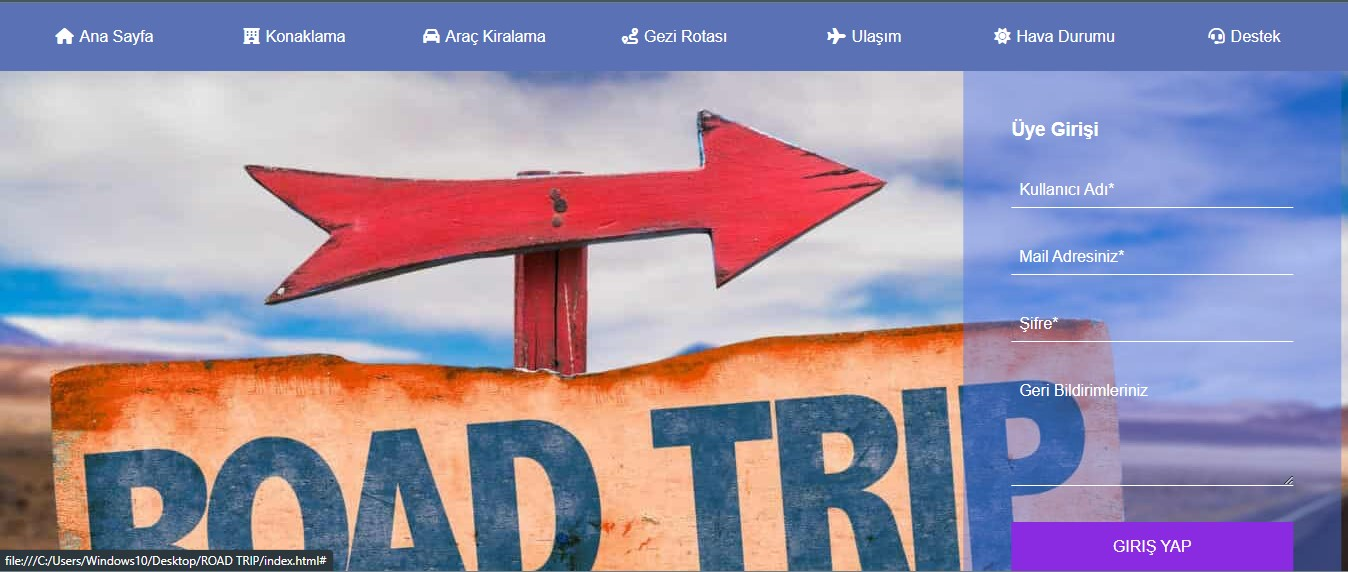 Ana Sayfa
Konaklama
Araç Kiralama
Gezi Rotası
Ulaşım
Hava Durumu
Destek
Üye Girişi
Kullanıcı Adı*
Mail Adresiniz*
Şifre*
Geri Bildirimleriniz
GIRIŞ YAP
ROAD TRIP
file:///C:/Users/Windows10/Desktop/ROAD TRIP/index.html#